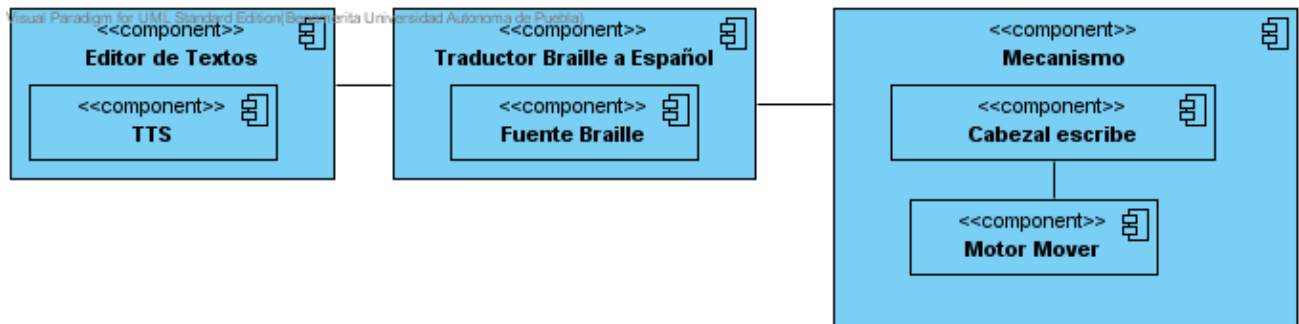 Visual Paradigm for UML Standard Edition(Benemerita Universidad Autonoma de Puebla)
<<component>>
Editor de Textos
<<component>>
TTS
<<component>>
Traductor Braille a Español
<<component>>
Fuente Braille
<<component>>
Mecanismo
<<component>>
Cabezal escribe
<<component>>
Motor Mover